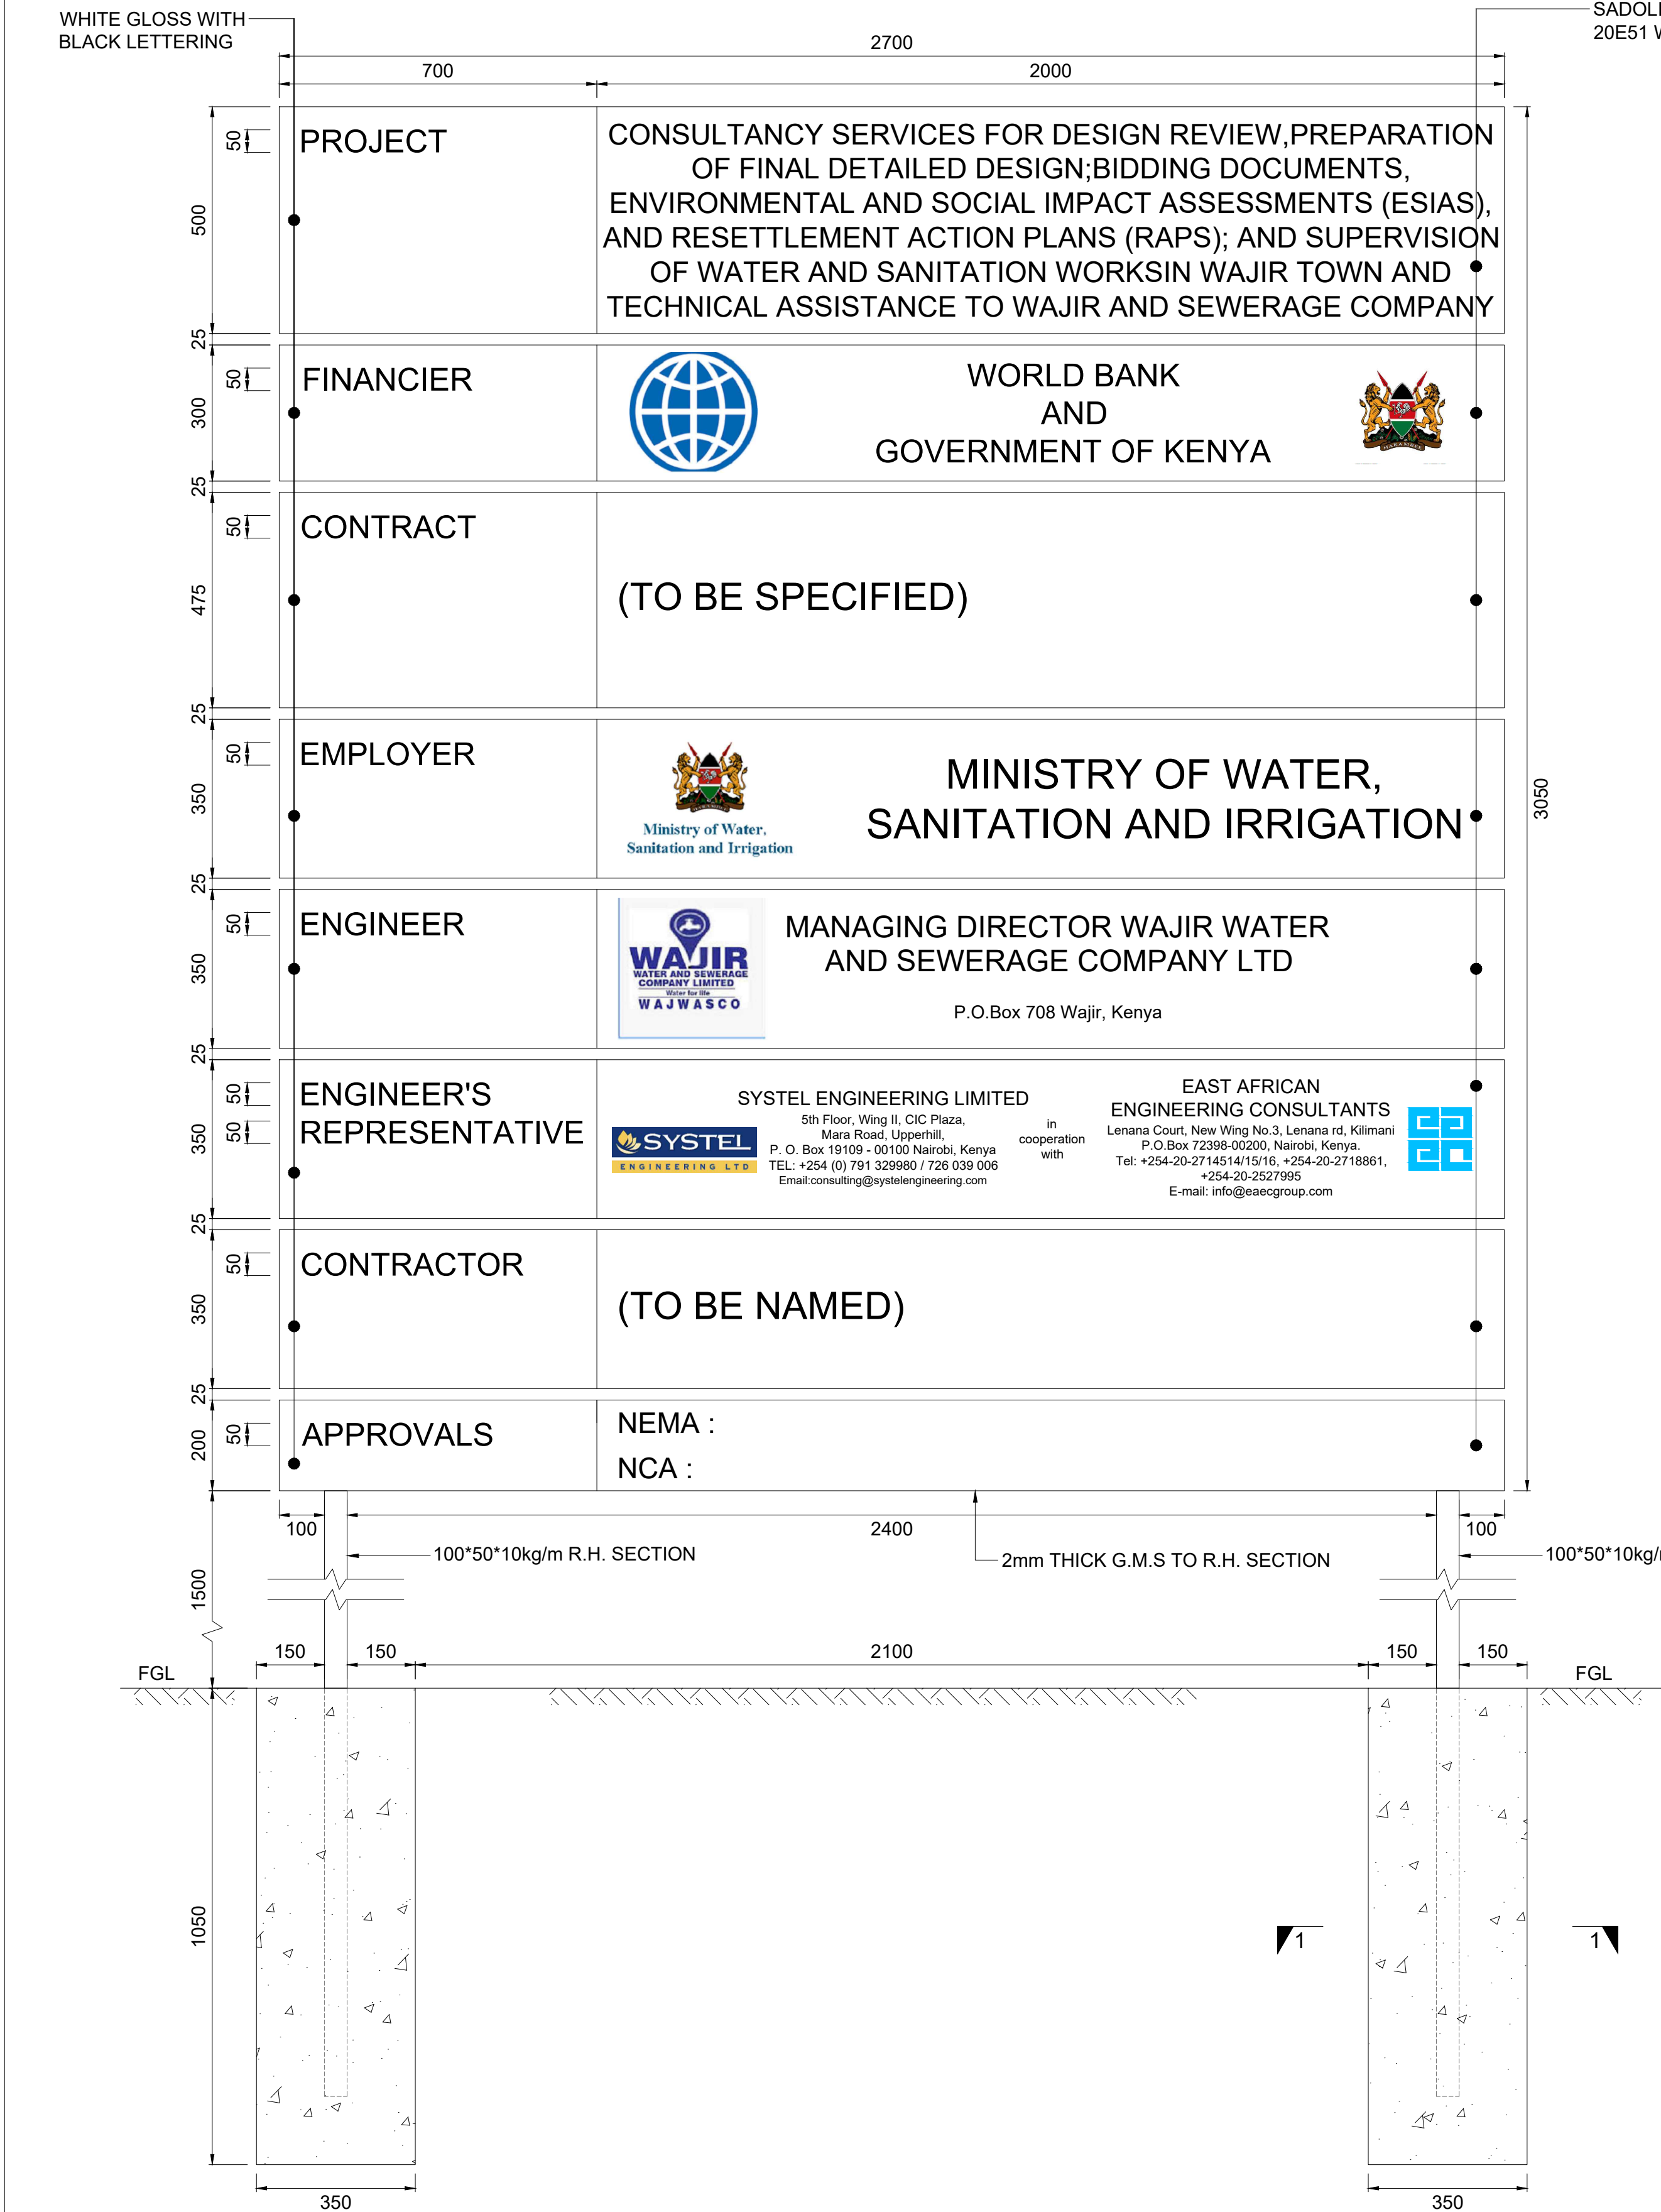 WHITE GLOSS WITH
BLACK LETTERING
SADOL
20E51 W
2700
700
2000
50
PROJECT
CONSULTANCY SERVICES FOR DESIGN REVIEW,PREPARATION
OF FINAL DETAILED DESIGN;BIDDING DOCUMENTS,
ENVIRONMENTAL AND SOCIAL IMPACT ASSESSMENTS (ESIAS),
AND RESETTLEMENT ACTION PLANS (RAPS); AND SUPERVISION
OF WATER AND SANITATION WORKSIN WAJIR TOWN AND
TECHNICAL ASSISTANCE TO WAJIR AND SEWERAGE COMPANY
500
25
50
FINANCIER
WORLD BANK
AND
GOVERNMENT OF KENYA
HARAMBEE
300
25
50
CONTRACT
(TO BE SPECIFIED)
475
25
50
EMPLOYER
Ministry of Water,
Sanitation and Irrigation
MINISTRY OF WATER,
SANITATION AND IRRIGATION
350
3050
25
50
ENGINEER
WAJIR
WATER AND SEWERAGE
COMPANY LIMITED
Water for life
WAJWASCO
MANAGING DIRECTOR WAJIR WATER
AND SEWERAGE COMPANY LTD
P.O.Box 708 Wajir, Kenya
350
25
50
50
ENGINEER'S
REPRESENTATIVE
SYSTEL
ENGINEERING LTD
SYSTEL ENGINEERING LIMITED
5th Floor, Wing II, CIC Plaza,
Mara Road, Upperhill,
P. O. Box 19109 - 00100 Nairobi, Kenya
TEL: +254 (0) 791 329980 / 726 039 006
Email:consulting@systelengineering.com
in
cooperation
with
EAST AFRICAN
ENGINEERING CONSULTANTS
Lenana Court, New Wing No.3, Lenana rd, Kilimani
P.O.Box 72398-00200, Nairobi, Kenya.
Tel: +254-20-2714514/15/16, +254-20-2718861,
+254-20-2527995
E-mail: info@eaecgroup.com
350
25
50
CONTRACTOR
(TO BE NAMED)
350
25
50
APPROVALS
NEMA :
NCA :
200
100
2400
100
100*50*10kg/m R.H. SECTION
2mm THICK G.M.S TO R.H. SECTION
100*50*10kg/
1500
150
150
2100
150
150
FGL
FGL
1050
1
1
350
350